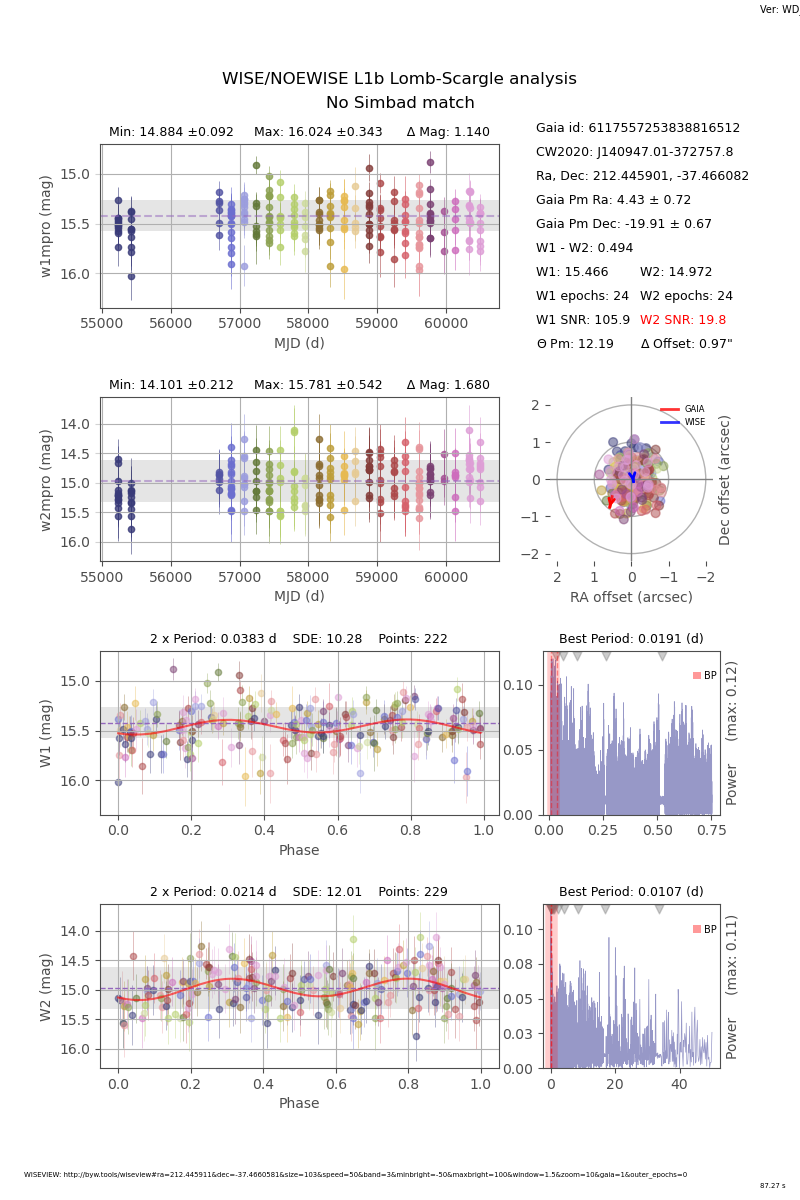 Ver: WD
WISE/NOEWISE L1b Lomb-Scargle analysis
No Simbad match
Min: 14.884 ±0.092 Max: 16.024 ±0.343 Δ Mag: 1.140
15.0
15.5
16.0
w1mpro (mag)
55000 56000 57000 58000 59000 60000
MJD (d)
Gaia id: 6117557253838816512
CW2020: J140947.01-372757.8
Ra, Dec: 212.445901, -37.466082
Gaia Pm Ra: 4.43 ± 0.72
Gaia Pm Dec: -19.91 ± 0.67
W1 - W2: 0.494
W1: 15.466 W2: 14.972
W1 epochs: 24 W2 epochs: 24
W1 SNR: 105.9 W2 SNR: 19.8
Θ Pm: 12.19 Δ Offset: 0.97"
Min: 14.101 ±0.212 Max: 15.781 ±0.542 Δ Mag: 1.680
14.0
14.5
15.0
15.5
16.0
w2mpro (mag)
55000 56000 57000 58000 59000 60000
MJD (d)
GAIA
WISE
2
1
0
−1
−2
Dec offset (arcsec)
2 1 0 −1 −2
RA offset (arcsec)
2 x Period: 0.0383 d SDE: 10.28 Points: 222
15.0
15.5
16.0
W1 (mag)
0.0 0.2 0.4 0.6 0.8 1.0
Phase
Best Period: 0.0191 (d)
BP
0.10
0.05
0.00
Power (max: 0.12)
0.00 0.25 0.50 0.75
2 x Period: 0.0214 d SDE: 12.01 Points: 229
14.0
14.5
15.0
15.5
16.0
W2 (mag)
0.0 0.2 0.4 0.6 0.8 1.0
Phase
Best Period: 0.0107 (d)
BP
0.10
0.08
0.05
0.03
0.00
Power (max: 0.11)
0 20 40
WISEVIEW: http://byw.tools/wiseview#ra=212.445911&dec=-37.4660581&size=103&speed=50&band=3&minbright=-50&maxbright=100&window=1.5&zoom=10&gaia=1&outer_epochs=0
87.27 s